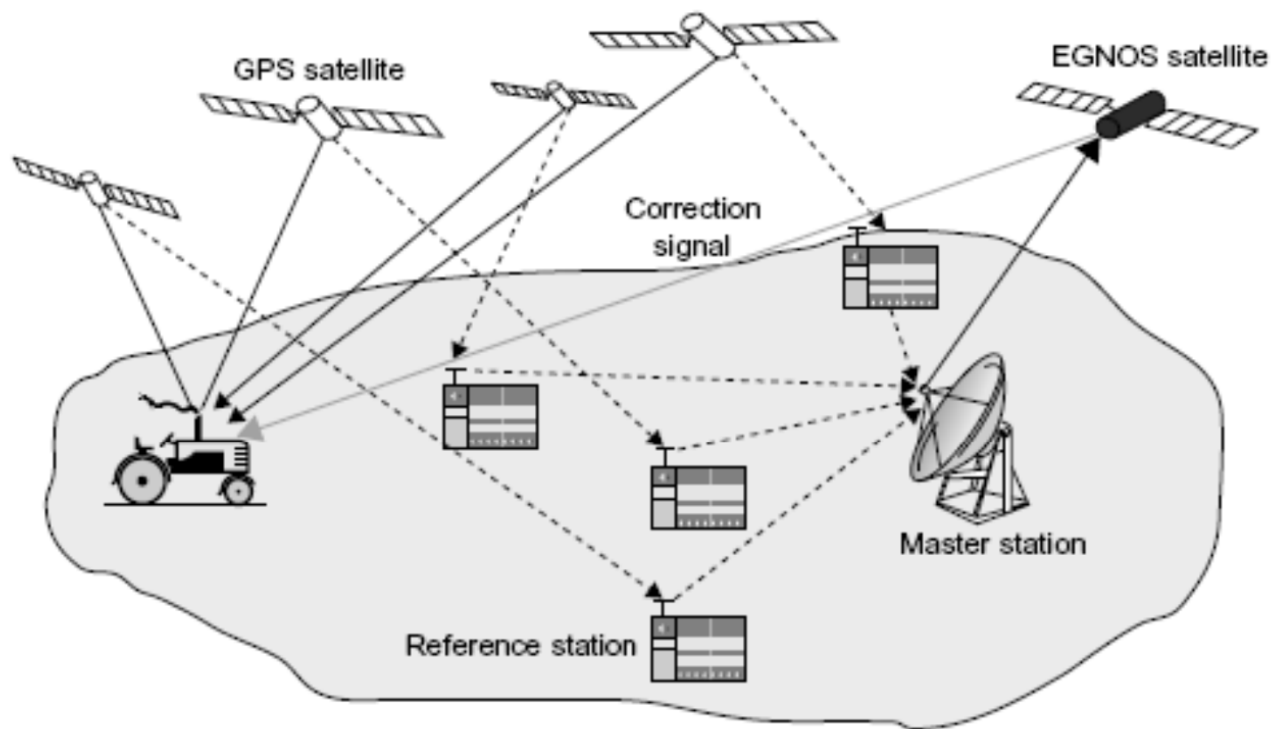 GPS satellite
EGNOS satellite
Correction
signal
Master station
Reference station